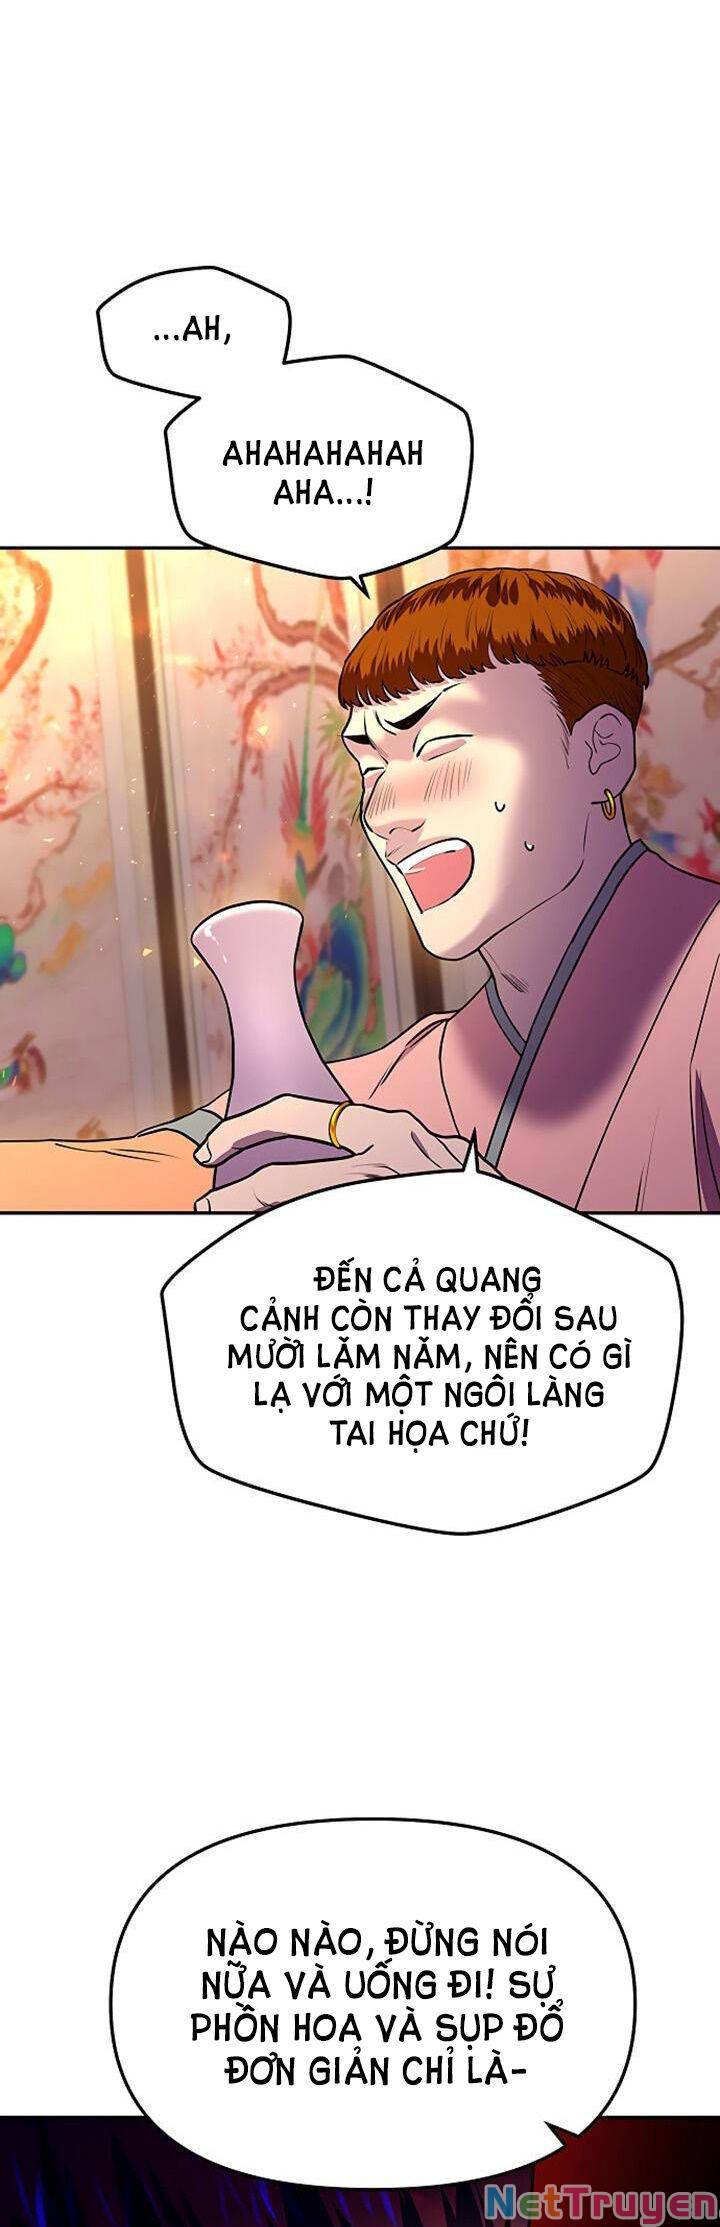 ...AH,
AHAHAHAHAH
AHA...!
ĐẾN CẢ QUANG
CẢNH CÒN THAY ĐỔI SAU
MƯỜI LĂM NĂM, NÊN CÓ GÌ
LẠ VỚI MỘT NGÔI LÀNG
TAI HỌA CHỨ!
NÀO NÀO, ĐỪNG NÓI
NỮA VÀ UỐNG ĐI! SỰ
PHỒN HOA VÀ SỤP ĐỔ
ĐƠN GIẢN CHỈ LÀ-
NetTruyen